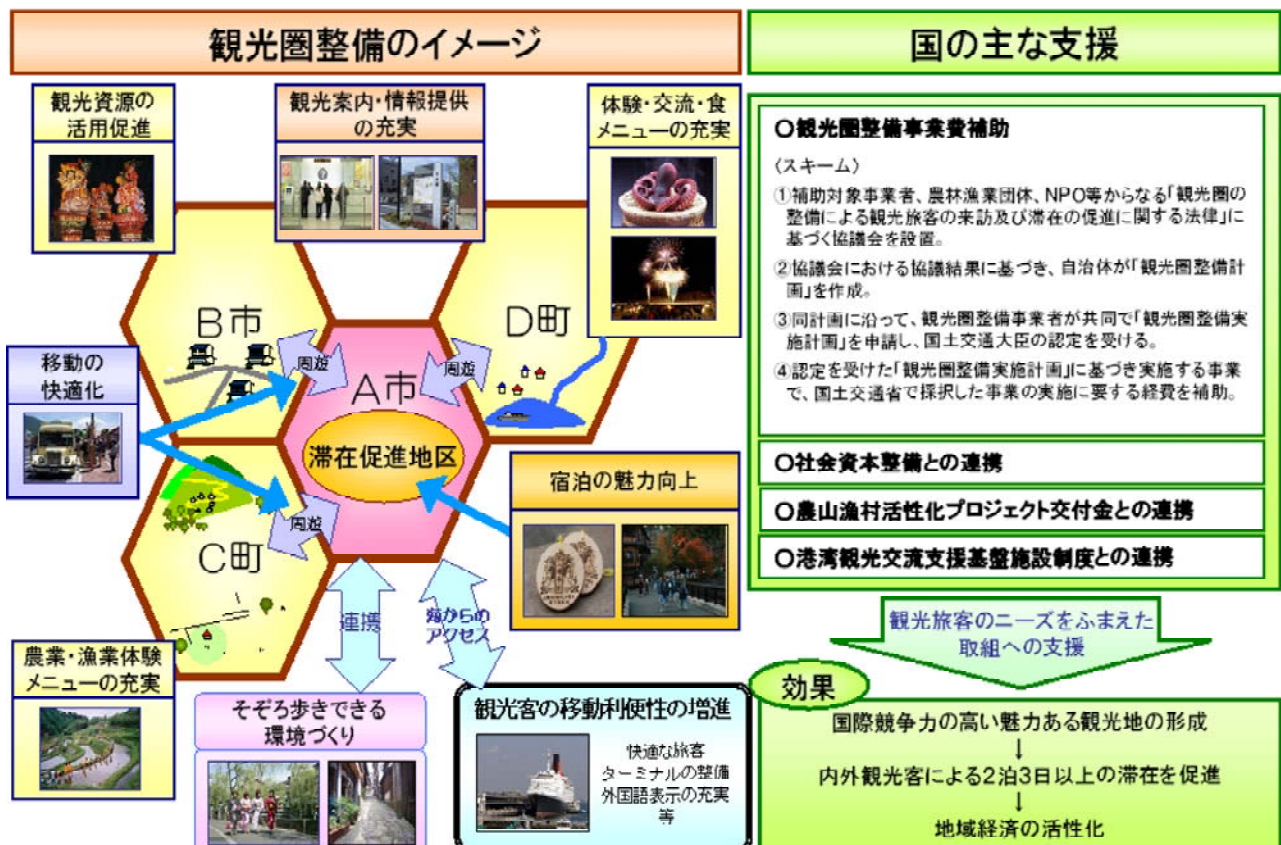 観光圏整備のイメージ
国の主な支援
観光資源の
活用促進
観光案内・情報提供
の充実
体験・交流・食
メニューの充実
B市
D町
周遊
周遊
A市
移動の
快適化
滞在促進地区
周遊
C町
宿泊の魅力向上
連携
海からの
アクセス
農業・漁業体験
メニューの充実
そぞろ歩きできる
環境づくり
観光客の移動利便性の増進
快適な旅客
ターミナルの整備
外国語表示の充実
等
○観光圏整備事業費補助
〈スキーム〉
①補助対象事業者、農林漁業団体、NPO等からなる「観光圏の
整備による観光旅客の来訪及び滞在の促進に関する法律」に
基づく協議会を設置。
②協議会における協議結果に基づき、自治体が「観光圏整備計
画」を作成。
③同計画に沿って、観光圏整備事業者が共同で「観光圏整備実
施計画」を申請し、国土交通大臣の認定を受ける。
④認定を受けた「観光圏整備実施計画」に基づき実施する事業
で、国土交通省で採択した事業の実施に要する経費を補助。
○社会資本整備との連携
○農山漁村活性化プロジェクト交付金との連携
○港湾観光交流支援基盤施設制度との連携
観光旅客のニーズをふまえた
取組への支援
効果
国際競争力の高い魅力ある観光地の形成
↓
内外観光客による2泊3日以上の滞在を促進
↓
地域経済の活性化